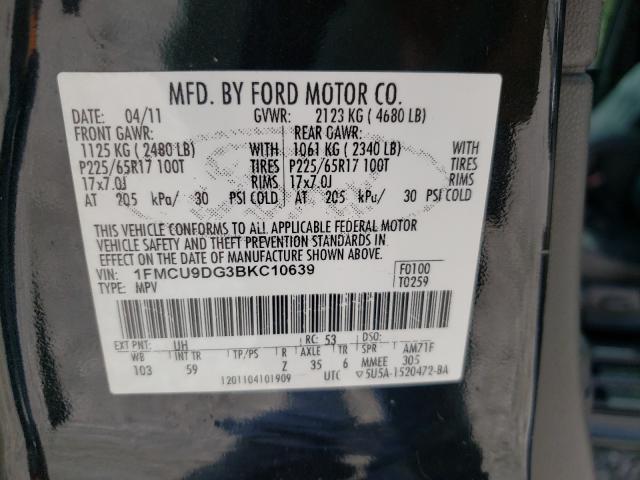 MFD. BY FORD MOTOR CO.
DATE: 04/11 GVWR: 2123 KG ( 4680 LB)
FRONT GAWR: REAR GAWR:
1125 KG ( 2480 LB) WITH 1061 KG ( 2340 LB) WITH
P225/65R17 100T TIRES P225/65R17 100T TIRES
17x7.0J RIMS 17x7.0J RIMS
AT 205 kPa/ 30 PSI COLD AT 205 kPa/ 30 PSI COLD
THIS VEHICLE CONFORMS TO ALL APPLICABLE FEDERAL MOTOR
VEHICLE SAFETY AND THEFT PREVENTION STANDARDS IN
EFFECT ON THE DATE OF MANUFACTURE SHOWN ABOVE.
VIN: 1FMCU9DG3BKC10639 F0100
TYPE: MPV T0259
EXT PNT: UH RC: 53 DSO:
WB INT TR TP/PS R AXLE TR SPR AM71F
103 59 Z 35 6 MMEE 305
1201104101909 UTC 5U5A-1520472-BA